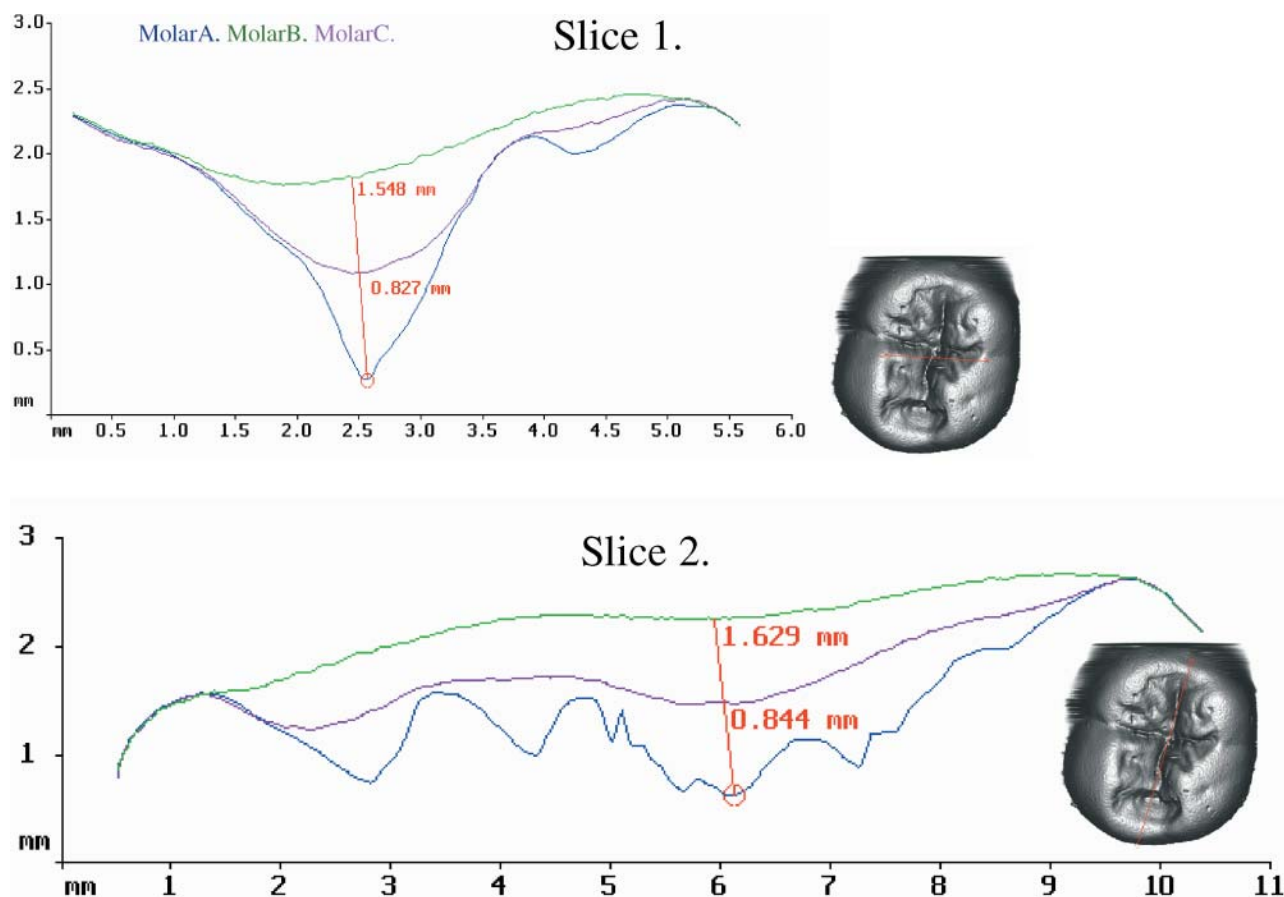 3.0
MolarA. MolarB. MolarC.
Slice 1.
2.5
2.0
1.548 mm
1.5
1.0
0.827 mm
0.5
mm
mm 0.5 1.0 1.5 2.0 2.5 3.0 3.5 4.0 4.5 5.0 5.5 6.0
3
Slice 2.
2
1.629 mm
0.844 mm
1
mm
mm 1 2 3 4 5 6 7 8 9 10 11